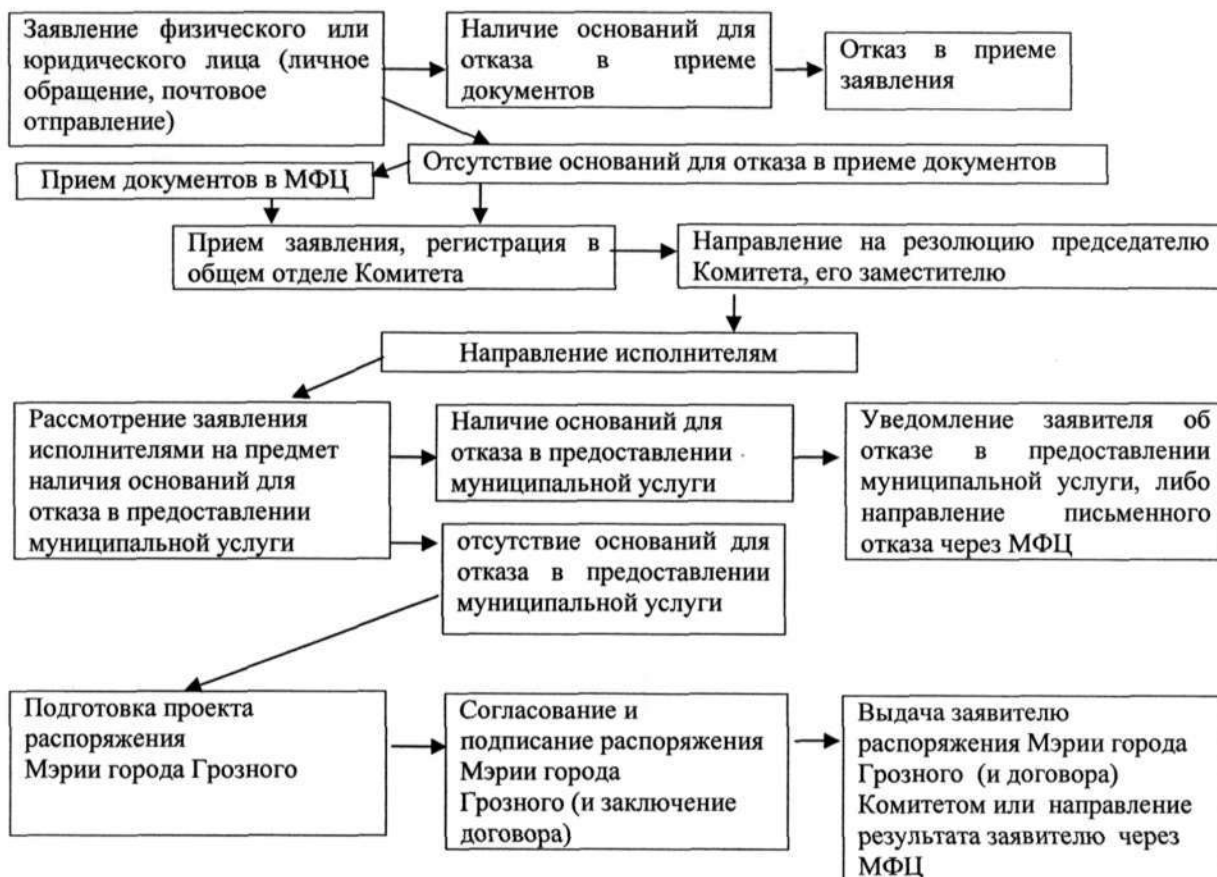 Заявление физического или
юридического лица (личное
обращение, почтовое
отправление)
Наличие оснований для
отказа в приеме
документов
Отказ в приеме
заявления
Отсутствие оснований для отказа в приеме документов
Прием документов в МФЦ
Прием заявления, регистрация в
общем отделе Комитета
Направление на резолюцию председателю
Комитета, его заместителю
Направление исполнителям
Рассмотрение заявления
исполнителями на предмет
наличия оснований для
отказа в предоставлении
муниципальной услуги
Наличие оснований для
отказа в предоставлении
муниципальной услуги
Уведомление заявителя об
отказе в предоставлении
муниципальной услуги, либо
направление письменного
отказа через МФЦ
отсутствие оснований для
отказа в предоставлении
муниципальной услуги
Подготовка проекта
распоряжения
Мэрии города Грозного
Согласование и
подписание распоряжения
Мэрии города
Грозного (и заключение
договора)
Выдача заявителю
распоряжения Мэрии города
Грозного (и договора)
Комитетом или направление
результата заявителю через
МФЦ